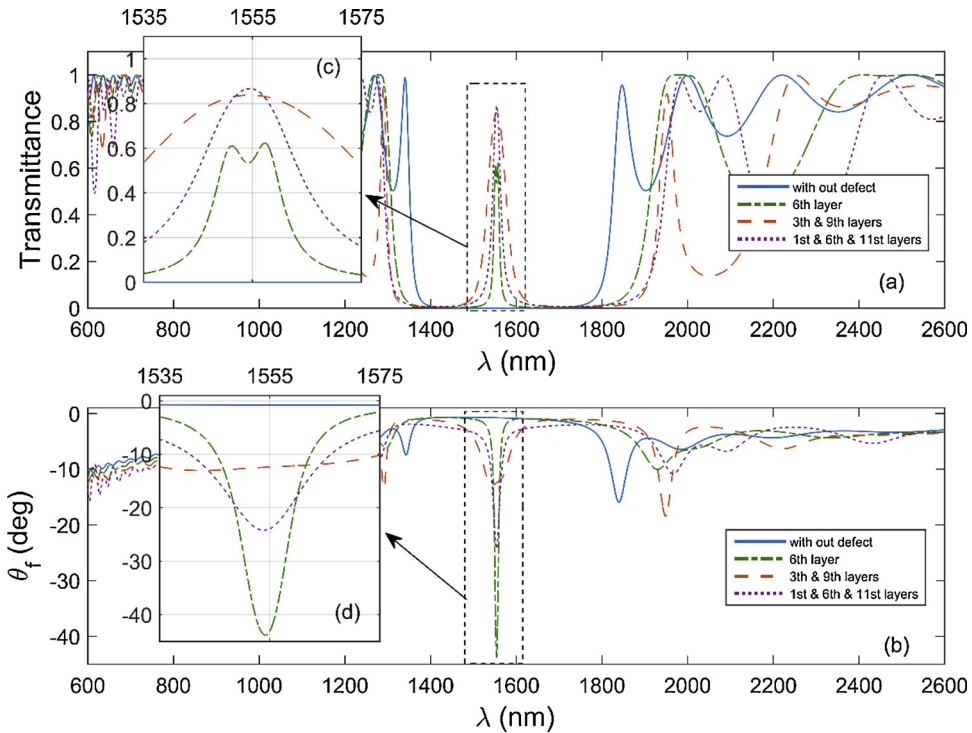 1535 1555 1575
(c)
1
0.8
0.6
0.4
0.2
0
1
0.8
0.6
0.4
0.2
0
Transmittance
with out defect
6th layer
3th & 9th layers
1st & 6th & 11st layers
(a)
600 800 1000 1200 1400 1600 1800 2000 2200 2400 2600
λ (nm)
1535 1555 1575
0
-10
-20
-30
-40
(d)
0
-10
-20
-30
-40
θf (deg)
with out defect
6th layer
3th & 9th layers
1st & 6th & 11st layers
(b)
600 800 1000 1200 1400 1600 1800 2000 2200 2400 2600
λ (nm)